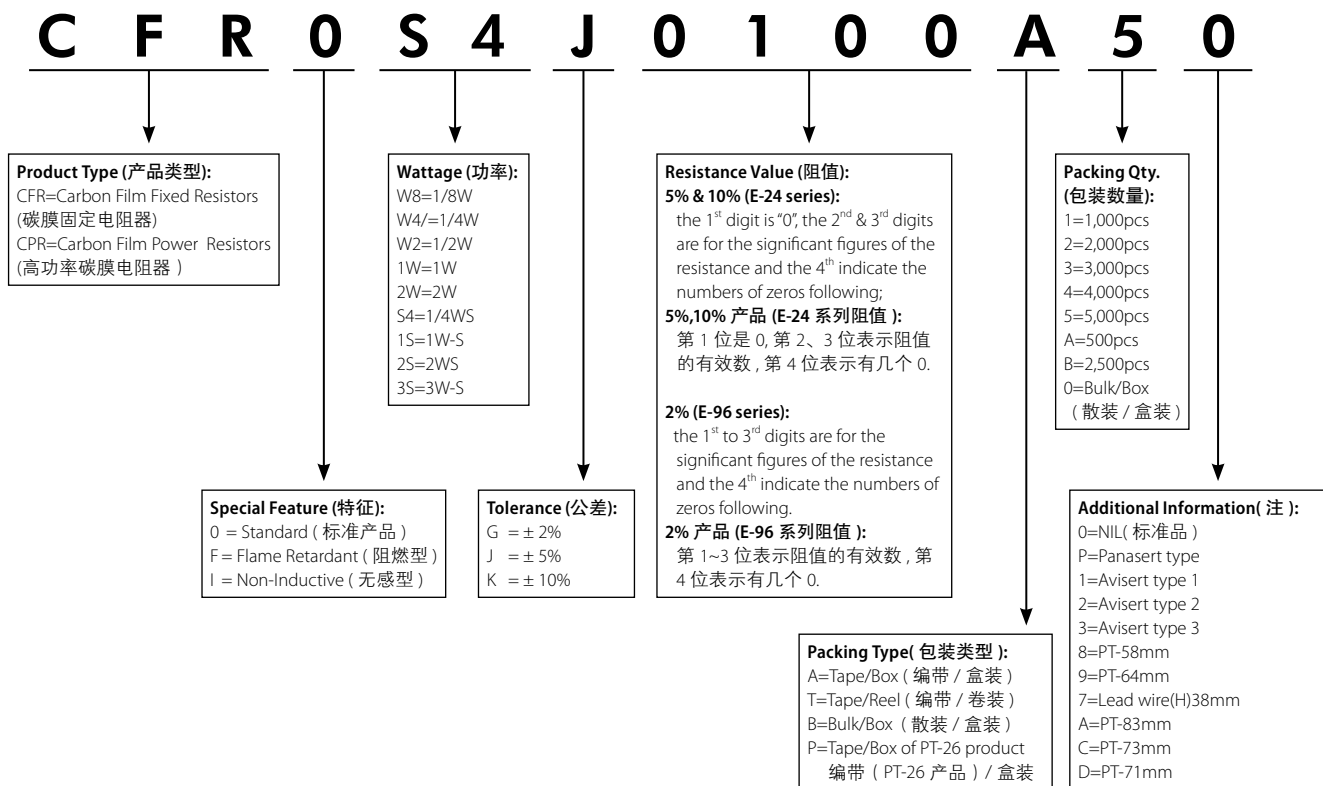 C F R 0 S 4 J 0 1 0 0 A 5 0
Product Type (产品类型):
CFR=Carbon Film Fixed Resistors
(碳膜固定电阻器)
CPR=Carbon Film Power Resistors
(高功率碳膜电阻器 )
Wattage (功率):
W8=1/8W
W4/=1/4W
W2=1/2W
1W=1W
2W=2W
S4=1/4WS
1S=1W-S
2S=2WS
3S=3W-S
Resistance Value (阻值):
5% & 10% (E-24 series):
the 1st digit is "0", the 2nd & 3rd digits
are for the significant figures of the
resistance and the 4th indicate the
numbers of zeros following;
5%,10% 产品 (E-24 系列阻值 ):
第 1 位是 0, 第 2、3 位表示阻值
的有效数 , 第 4 位表示有几个 0.
2% (E-96 series):
the 1st to 3rd digits are for the
significant figures of the resistance
and the 4th indicate the numbers of
zeros following.
2% 产品 (E-96 系列阻值 ):
第 1~3 位表示阻值的有效数 , 第
4 位表示有几个 0.
Packing Qty.
(包装数量):
1=1,000pcs
2=2,000pcs
3=3,000pcs
4=4,000pcs
5=5,000pcs
A=500pcs
B=2,500pcs
0=Bulk/Box
( 散装 / 盒装 )
Special Feature (特征):
0 = Standard ( 标准产品 )
F = Flame Retardant ( 阻燃型 )
I = Non-Inductive ( 无感型 )
Tolerance (公差):
G = ± 2%
J = ± 5%
K = ± 10%
Packing Type( 包装类型 ):
A=Tape/Box ( 编带 / 盒装 )
T=Tape/Reel ( 编带 / 卷装 )
B=Bulk/Box ( 散装 / 盒装 )
P=Tape/Box of PT-26 product
编带 ( PT-26 产品 ) / 盒装
Additional Information( 注 ):
0=NIL( 标准品 )
P=Panasert type
1=Avisert type 1
2=Avisert type 2
3=Avisert type 3
8=PT-58mm
9=PT-64mm
7=Lead wire(H)38mm
A=PT-83mm
C=PT-73mm
D=PT-71mm